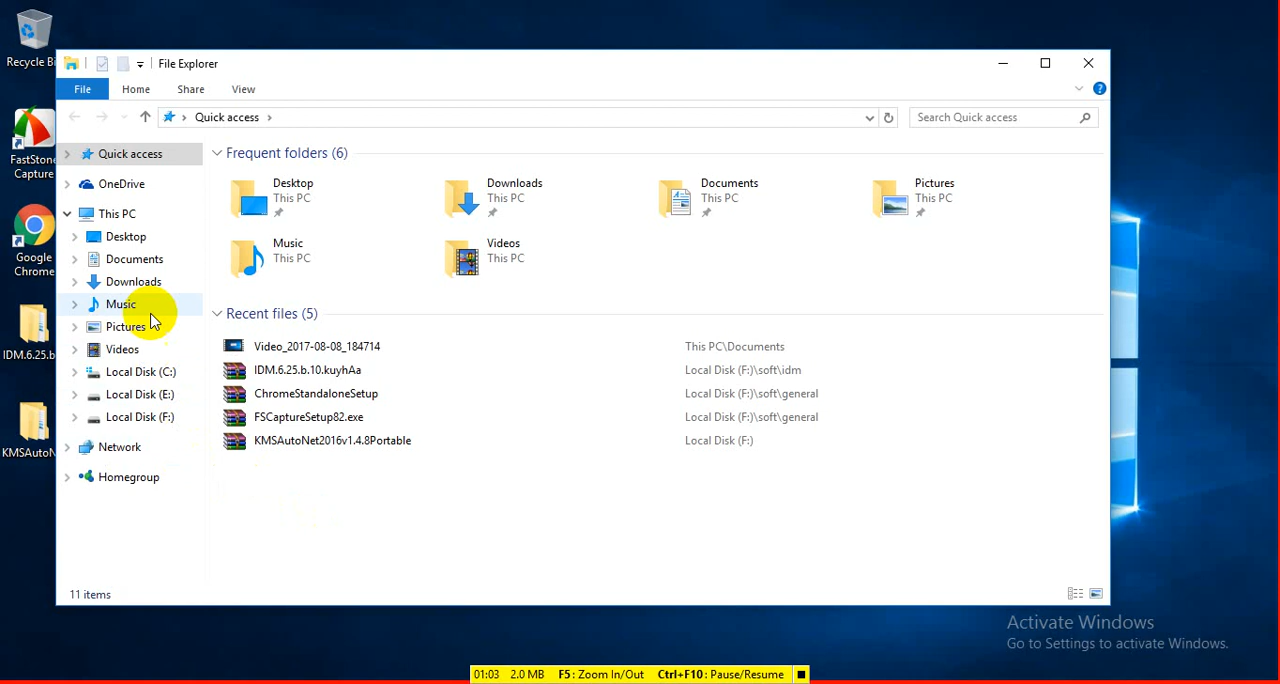 Recycle Bi
FastStone
Capture
Google
Chrome
IDM.6.25.b
KMSAutoN
File Explorer
File Home Share View
Quick access
Search Quick access
Quick access
OneDrive
This PC
Desktop
Documents
Downloads
Music
Pictures
Videos
Local Disk (C:)
Local Disk (E:)
Local Disk (F:)
Network
Homegroup
Frequent folders (6)
Desktop
This PC
Downloads
This PC
Documents
This PC
Pictures
This PC
Music
This PC
Videos
This PC
Recent files (5)
Video_2017-08-08_184714 This PC\Documents
IDM.6.25.b.10.kuyhAa Local Disk (F:)\soft\idm
ChromeStandaloneSetup Local Disk (F:)\soft\general
FSCaptureSetup82.exe Local Disk (F:)\soft\general
KMSAutoNet2016v1.4.8Portable Local Disk (F:)
11 items
Activate Windows
Go to Settings to activate Windows.
01:03 2.0 MB F5: Zoom In/Out Ctrl+F10: Pause/Resume